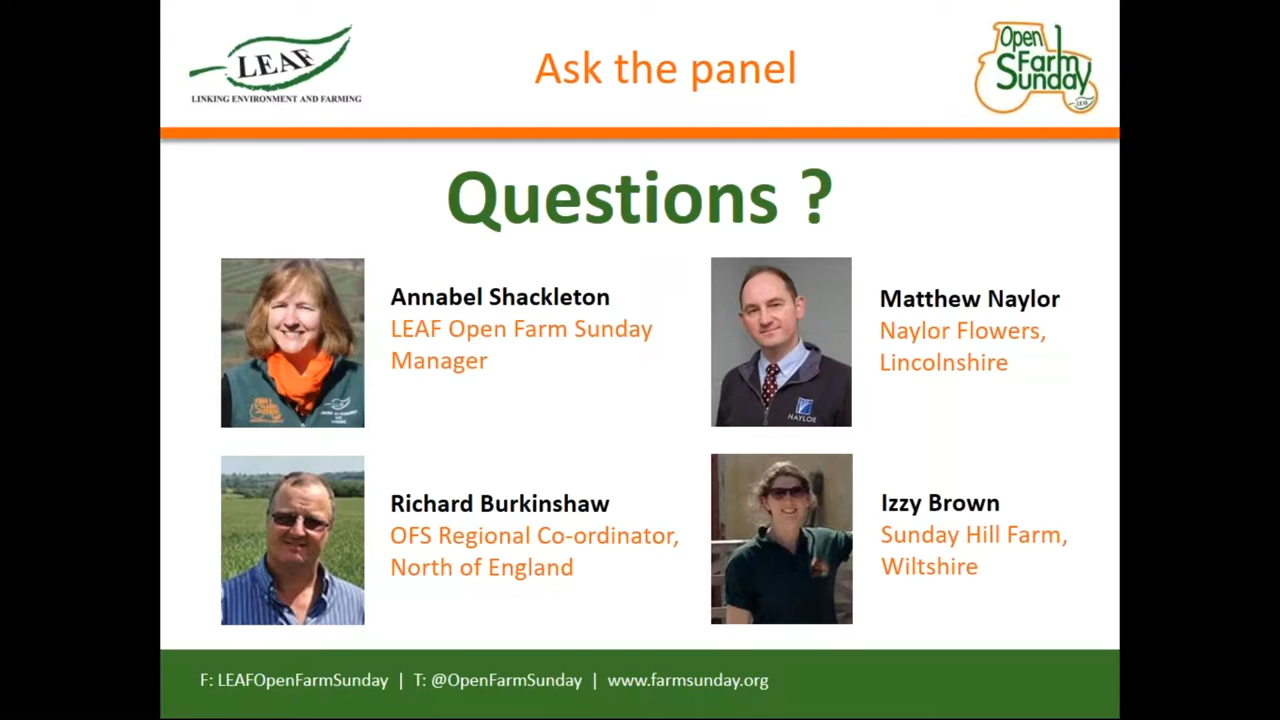 LEAF
LINKING ENVIRONMENT AND FARMING
Ask the panel
Open
Farm
Sunday
LEAF
Questions ?
Annabel Shackleton
LEAF Open Farm Sunday
Manager
Matthew Naylor
Naylor Flowers,
Lincolnshire
NAYLOR
Richard Burkinshaw
OFS Regional Co-ordinator,
North of England
Izzy Brown
Sunday Hill Farm,
Wiltshire
F: LEAFOpenFarmSunday | T: @OpenFarmSunday | www.farmsunday.org